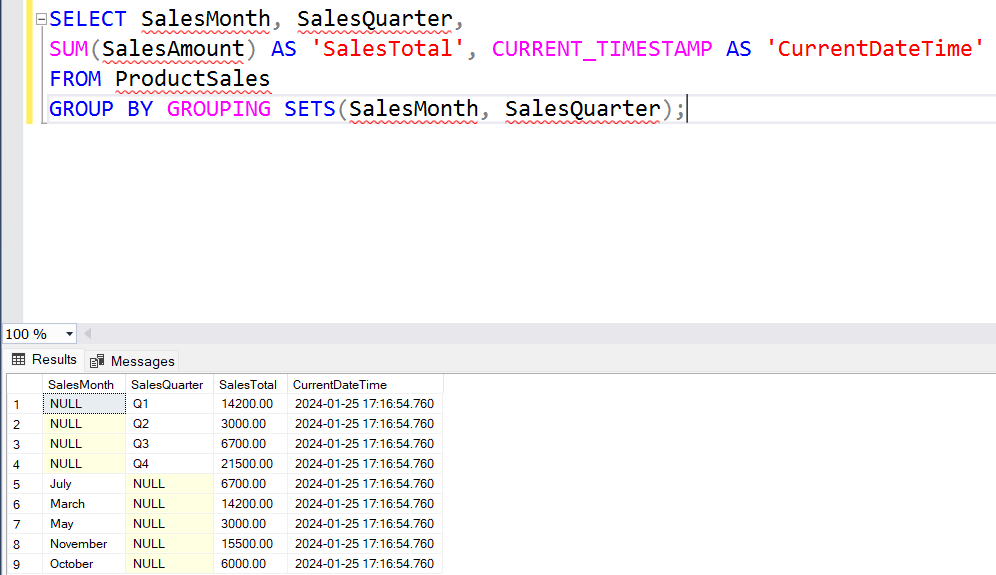 SELECT SalesMonth, SalesQuarter,
SUM(SalesAmount) AS 'SalesTotal', CURRENT_TIMESTAMP AS 'CurrentDateTime'
FROM ProductSales
GROUP BY GROUPING SETS(SalesMonth, SalesQuarter);
100 %
Results Messages
SalesMonth SalesQuarter SalesTotal CurrentDateTime
1 NULL Q1 14200.00 2024-01-25 17:16:54.760
2 NULL Q2 3000.00 2024-01-25 17:16:54.760
3 NULL Q3 6700.00 2024-01-25 17:16:54.760
4 NULL Q4 21500.00 2024-01-25 17:16:54.760
5 July NULL 6700.00 2024-01-25 17:16:54.760
6 March NULL 14200.00 2024-01-25 17:16:54.760
7 May NULL 3000.00 2024-01-25 17:16:54.760
8 November NULL 15500.00 2024-01-25 17:16:54.760
9 October NULL 6000.00 2024-01-25 17:16:54.760